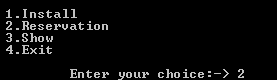 1.Install
2.Reservation
3.Show
4.Exit
Enter your choice:-> 2